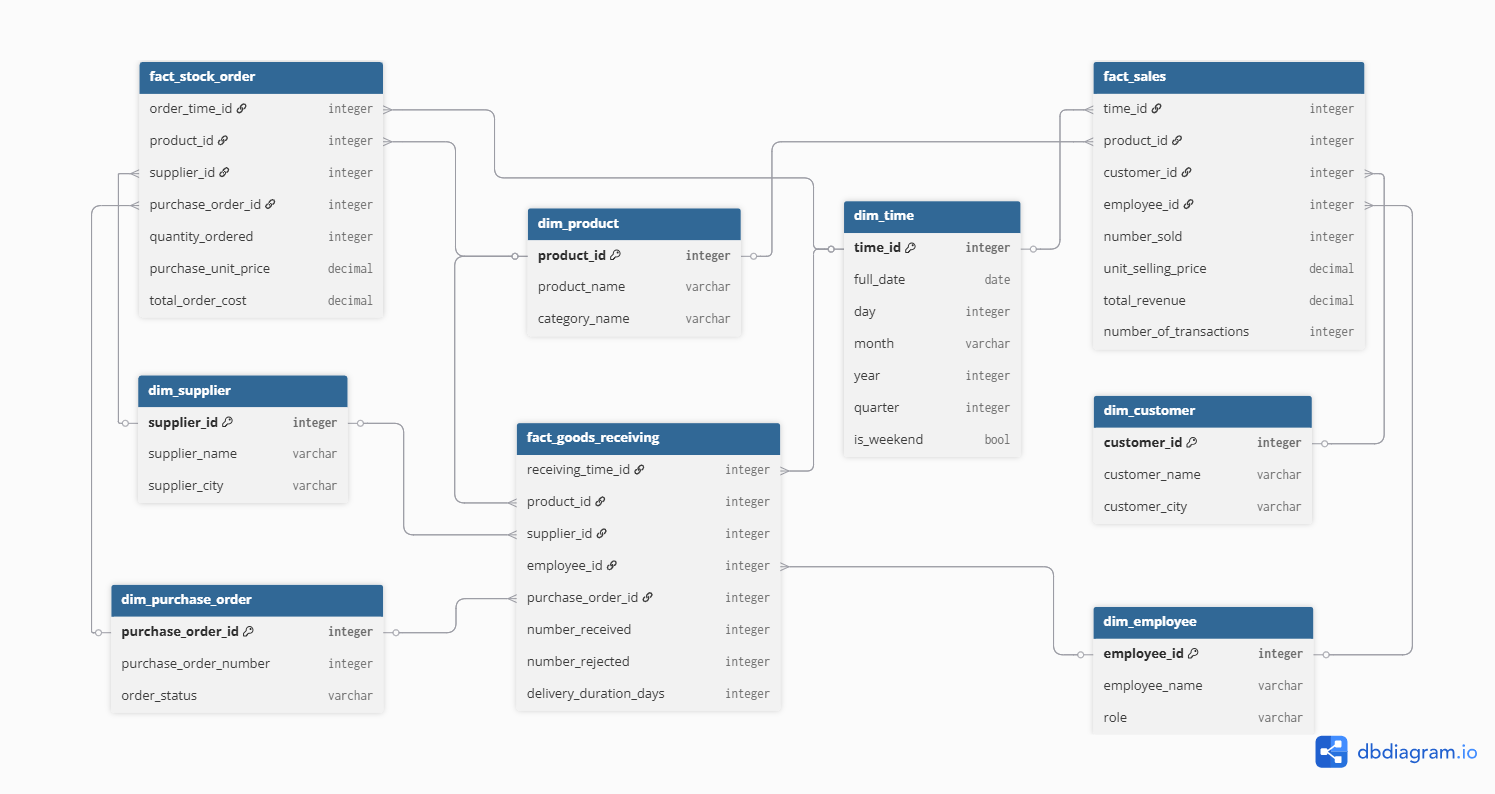 fact_stock_order
order_time_id integer
product_id integer
supplier_id integer
purchase_order_id integer
quantity_ordered integer
purchase_unit_price decimal
total_order_cost decimal
dim_product
product_id integer
product_name varchar
category_name varchar
dim_time
time_id integer
full_date date
day integer
month varchar
year integer
quarter integer
is_weekend bool
fact_sales
time_id integer
product_id integer
customer_id integer
employee_id integer
number_sold integer
unit_selling_price decimal
total_revenue decimal
number_of_transactions integer
dim_supplier
supplier_id integer
supplier_name varchar
supplier_city varchar
fact_goods_receiving
receiving_time_id integer
product_id integer
supplier_id integer
employee_id integer
purchase_order_id integer
number_received integer
number_rejected integer
delivery_duration_days integer
dim_customer
customer_id integer
customer_name varchar
customer_city varchar
dim_purchase_order
purchase_order_id integer
purchase_order_number integer
order_status varchar
dim_employee
employee_id integer
employee_name varchar
role varchar
dbdiagram.io